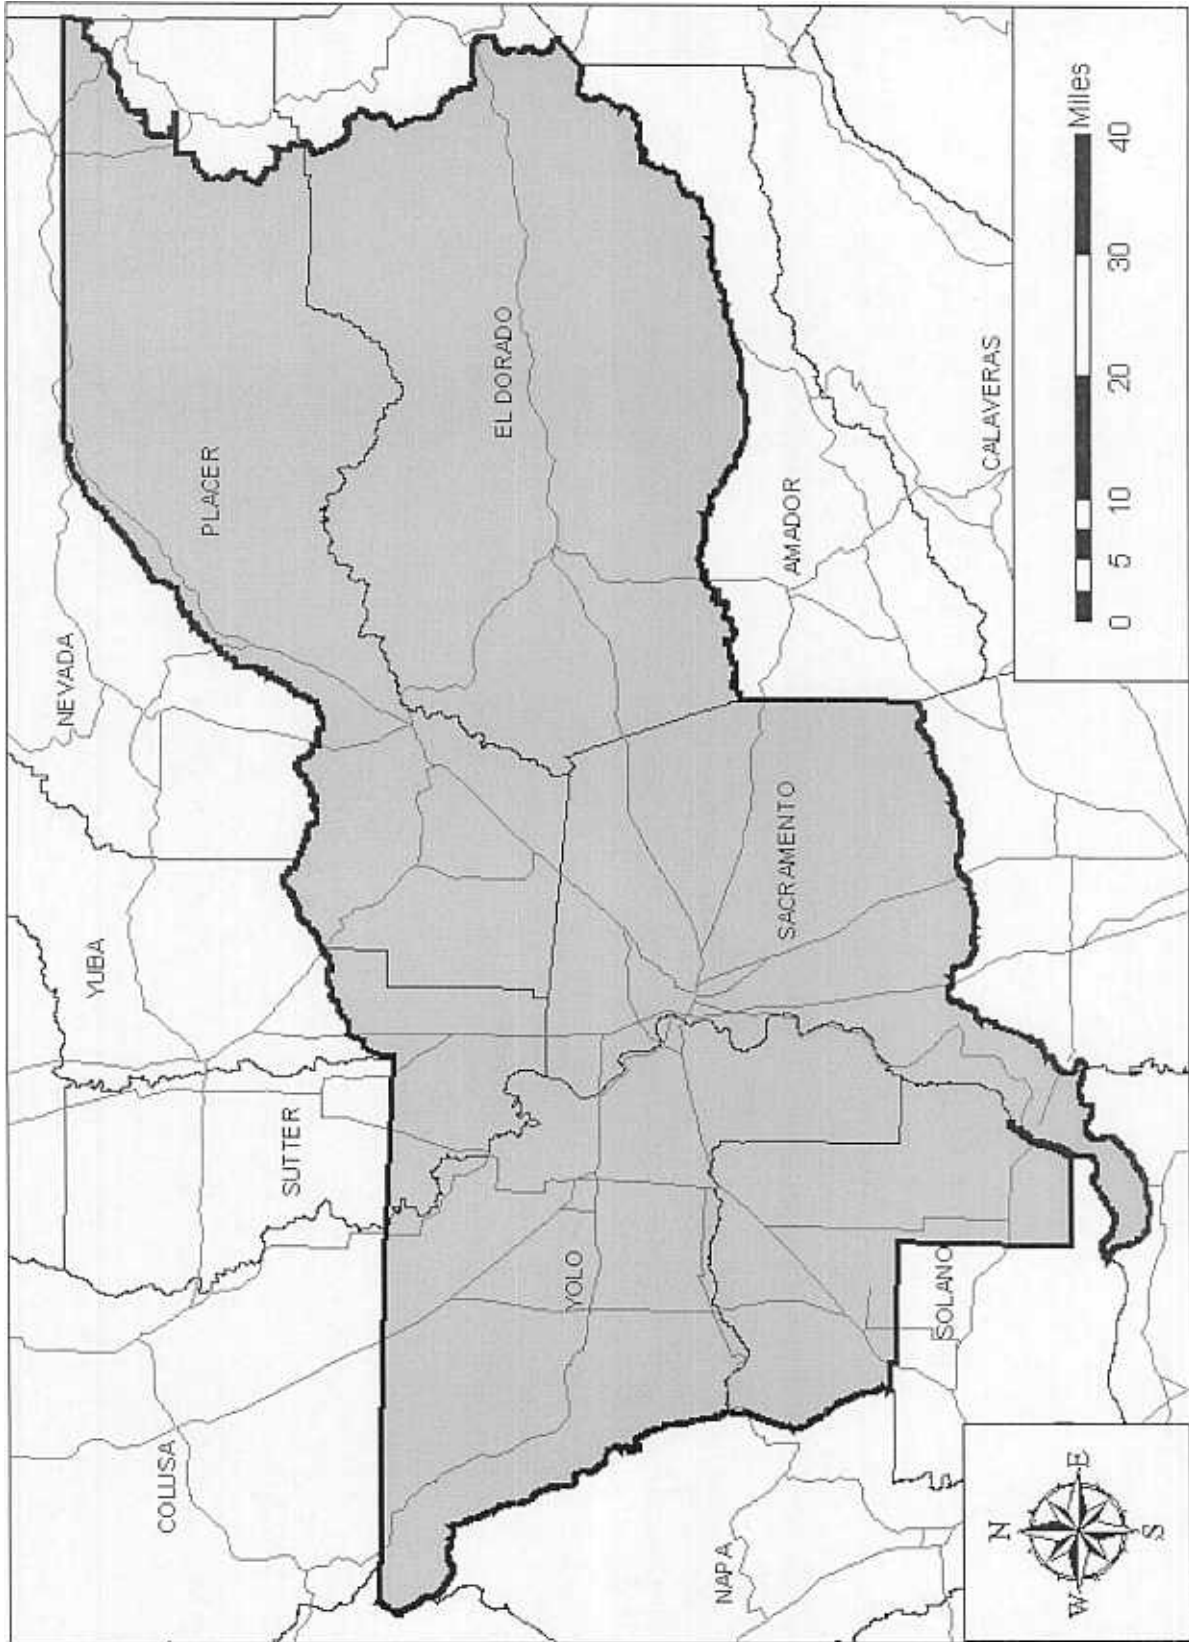 NEVADA
YUBA
COLUSA
PLACER
SUTTER
EL DORADO
YOLO
NAPA
SACRAMENTO
AMADOR
SOLANO
CALAVERAS
N
W E
S
Miles
0 5 10 20 30 40